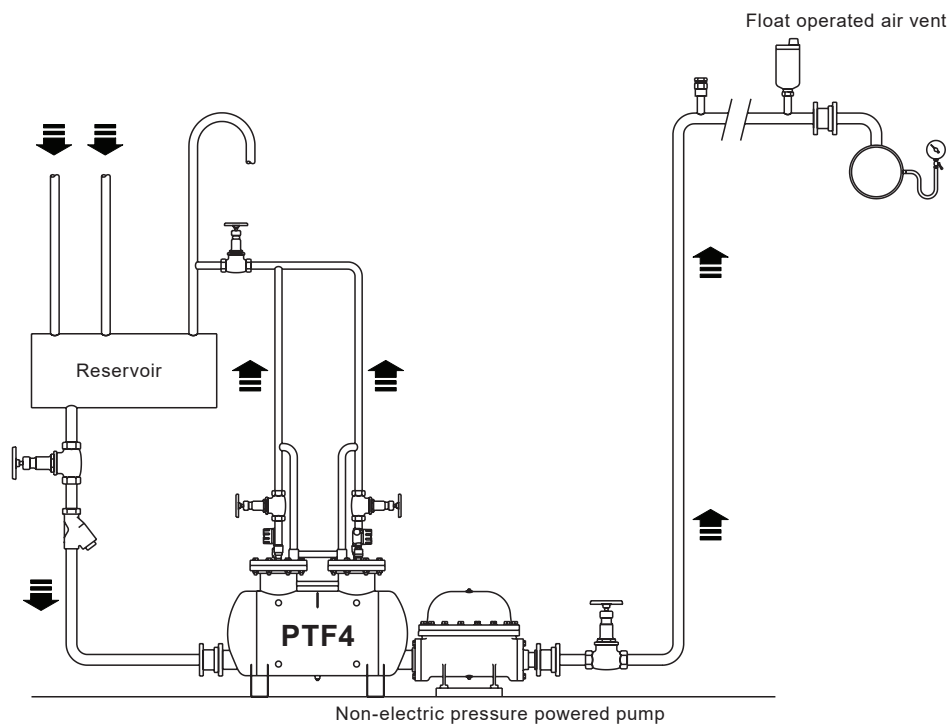 Float operated air vent
Reservoir
PTF4
Non-electric pressure powered pump